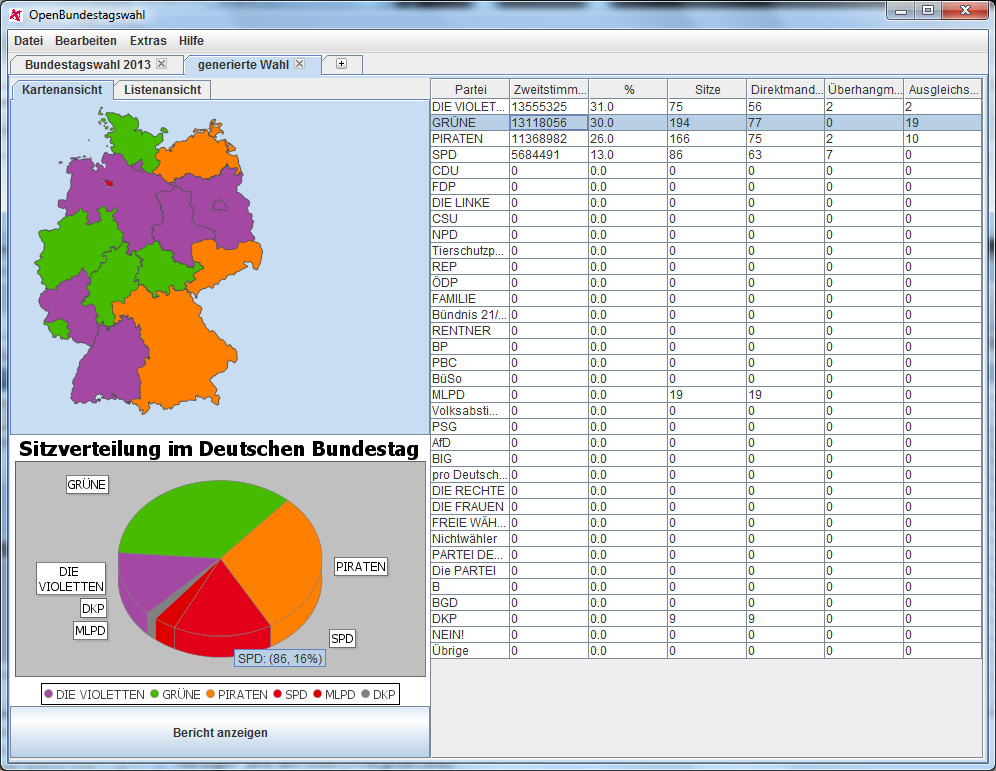 OpenBundestagswahl
Datei Bearbeiten Extras Hilfe
Bundestagswahl 2013 generierte Wahl
Kartenansicht Listenansicht
Sitzverteilung im Deutschen Bundestag
GRÜNE
PIRATEN
DIE
VIOLETTEN
DKP
MLPD
SPD
SPD: (86, 16%)
DIE VIOLETTEN GRÜNE PIRATEN SPD MLPD DKP
Bericht anzeigen
Partei Zweitstimm... % Sitze Direktmand... Überhangm... Ausgleichs...
DIE VIOLET... 13555325 31.0 75 56 2 2
GRÜNE 13118056 30.0 194 77 0 19
PIRATEN 11368982 26.0 166 75 2 10
SPD 5684491 13.0 86 63 7 0
CDU 0 0.0 0 0 0 0
FDP 0 0.0 0 0 0 0
DIE LINKE 0 0.0 0 0 0 0
CSU 0 0.0 0 0 0 0
NPD 0 0.0 0 0 0 0
Tierschutzp... 0 0.0 0 0 0 0
REP 0 0.0 0 0 0 0
ÖDP 0 0.0 0 0 0 0
FAMILIE 0 0.0 0 0 0 0
Bündnis 21/... 0 0.0 0 0 0 0
RENTNER 0 0.0 0 0 0 0
BP 0 0.0 0 0 0 0
PBC 0 0.0 0 0 0 0
BüSo 0 0.0 0 0 0 0
MLPD 0 0.0 19 19 0 0
Volksabsti... 0 0.0 0 0 0 0
PSG 0 0.0 0 0 0 0
AfD 0 0.0 0 0 0 0
BIG 0 0.0 0 0 0 0
pro Deutsch... 0 0.0 0 0 0 0
DIE RECHTE 0 0.0 0 0 0 0
DIE FRAUEN 0 0.0 0 0 0 0
FREIE WÄH... 0 0.0 0 0 0 0
Nichtwähler 0 0.0 0 0 0 0
PARTEI DE... 0 0.0 0 0 0 0
Die PARTEI 0 0.0 0 0 0 0
B 0 0.0 0 0 0 0
BGD 0 0.0 0 0 0 0
DKP 0 0.0 9 9 0 0
NEIN! 0 0.0 0 0 0 0
Übrige 0 0.0 0 0 0 0